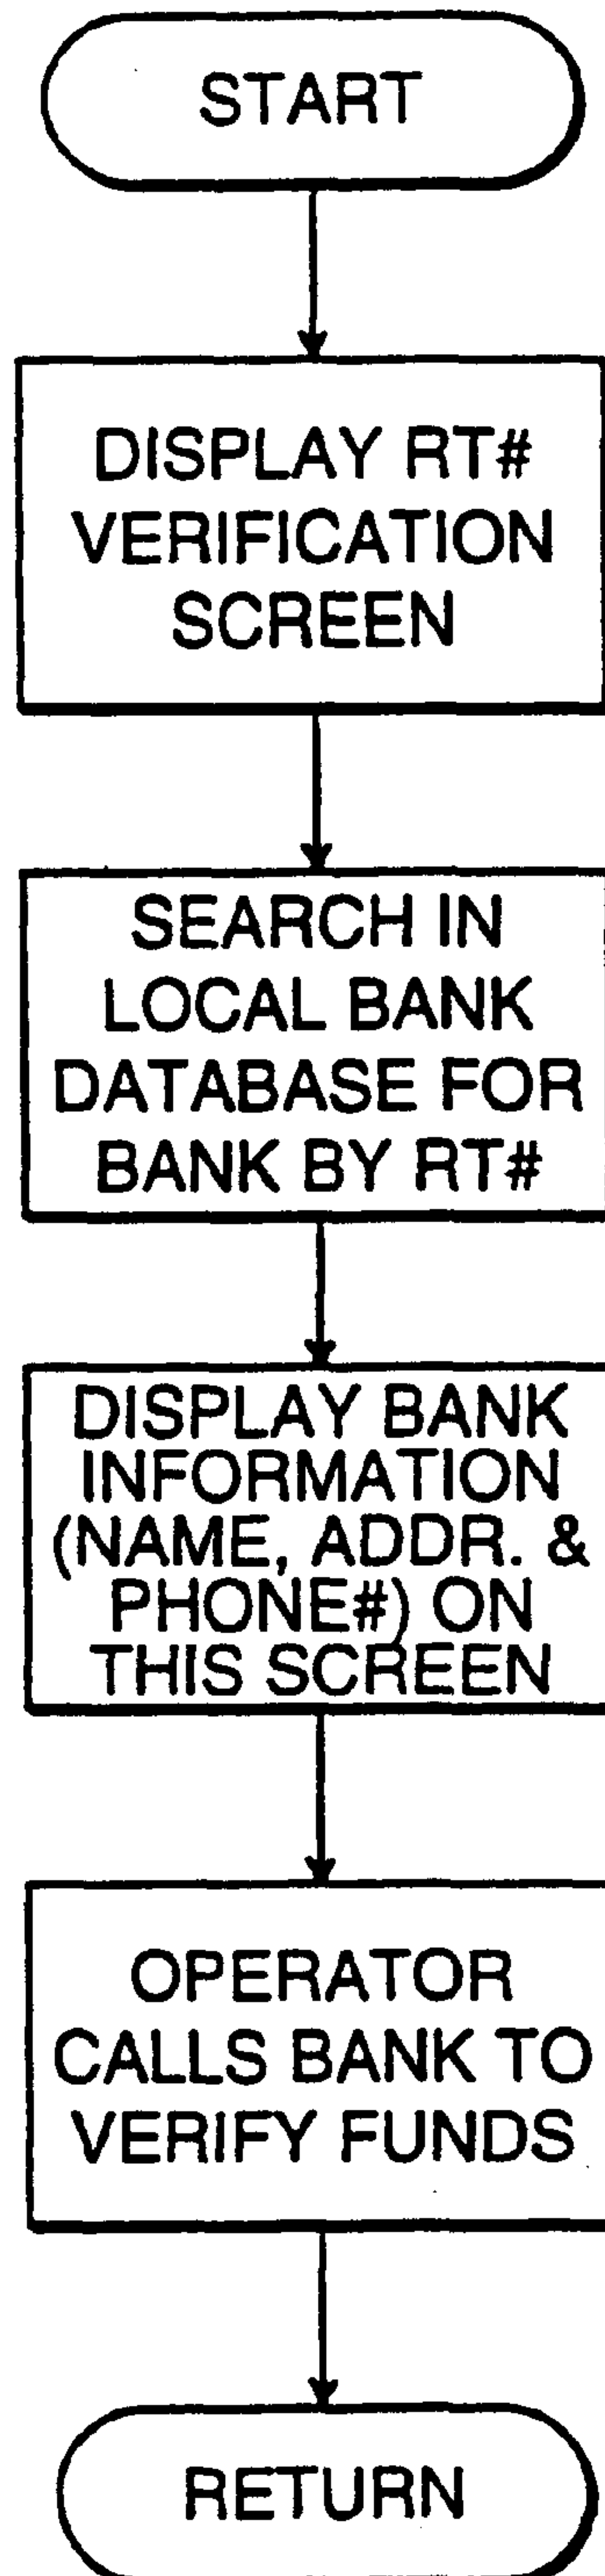 START
DISPLAY RT#
VERIFICATION
SCREEN
SEARCH IN
LOCAL BANK
DATABASE FOR
BANK BY RT#
DISPLAY BANK
INFORMATION
(NAME, ADDR. &
PHONE#) ON
THIS SCREEN
OPERATOR
CALLS BANK TO
VERIFY FUNDS
RETURN